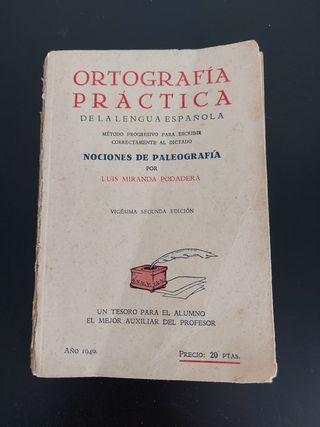 ORTOGRAFÍA
PRÁCTICA
DE LA LENGUA ESPAÑOLA
MÉTODO PROGRESIVO PARA ESCRIBIR
CORRECTAMENTE AL DICTADO
NOCIONES DE PALEOGRAFÍA
POR
LUIS MIRANDA PODADERA
VIGÉSIMA SEGUNDA EDICIÓN
UN TESORO PARA EL ALUMNO
EL MEJOR AUXILIAR DEL PROFESOR
AÑO 1949.
PRECIO: 20 PTAS.